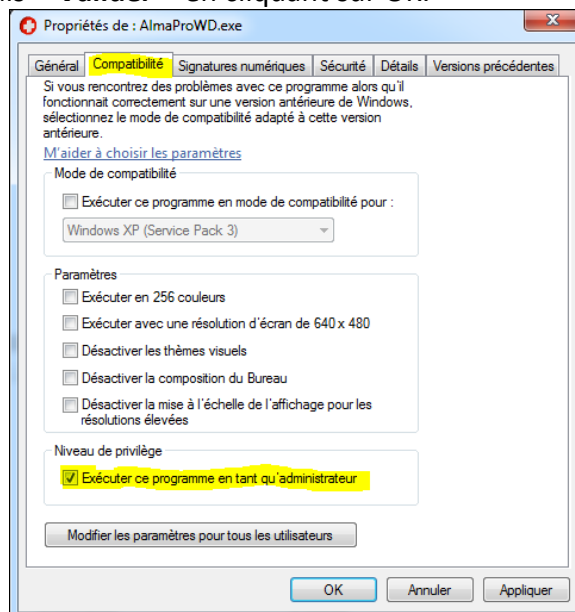 en cliquant sur OK.
Propriétés de : AlmaProWD.exe
Général Compatibilité Signatures numériques Sécurité Détails Versions précédentes
Si vous rencontrez des problèmes avec ce programme alors qu'il
fonctionnait correctement sur une version antérieure de Windows,
sélectionnez le mode de compatibilité adapté à cette version
antérieure.
M'aider à choisir les paramètres
Mode de compatibilité
Exécuter ce programme en mode de compatibilité pour :
Windows XP (Service Pack 3)
Paramètres
Exécuter en 256 couleurs
Exécuter avec une résolution d'écran de 640 x 480
Désactiver les thèmes visuels
Désactiver la composition du Bureau
Désactiver la mise à l'échelle de l'affichage pour les
résolutions élevées
Niveau de privilège
Exécuter ce programme en tant qu'administrateur
Modifier les paramètres pour tous les utilisateurs
OK Annuler Appliquer